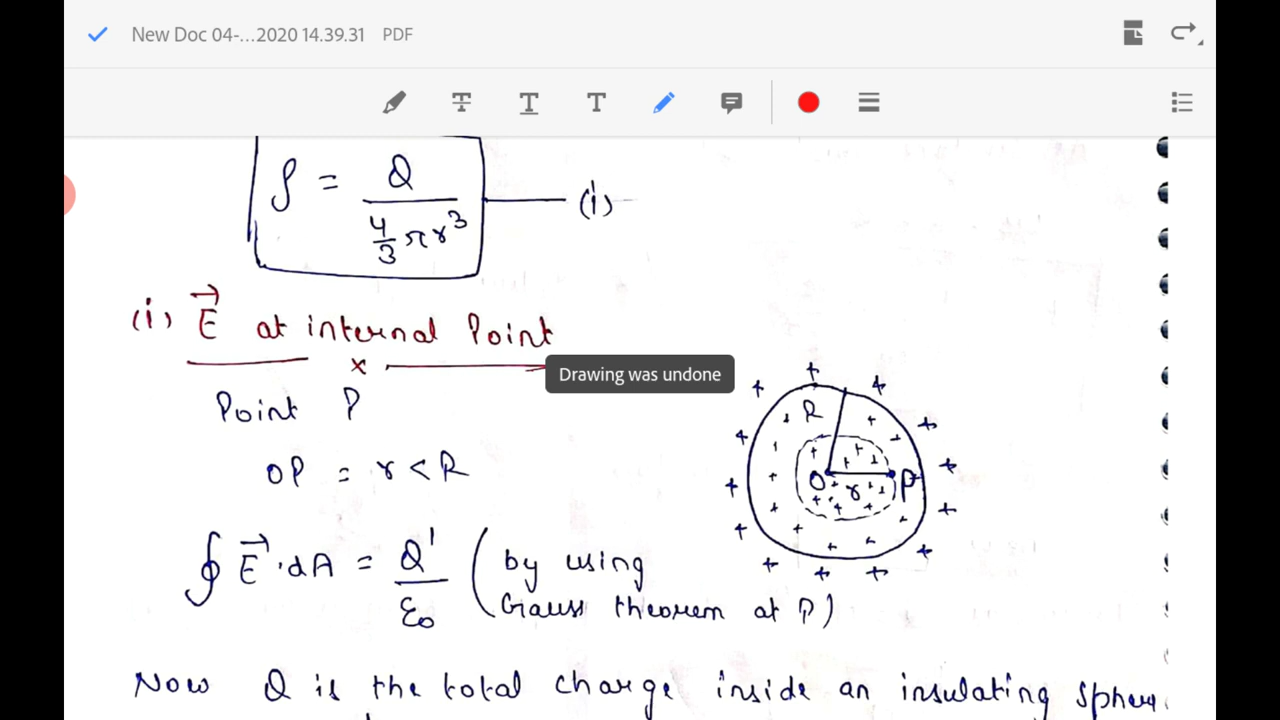 New Doc 04-...2020 14.39.31 PDF
ρ = Q / (4/3 πr³) — (i)
(i) E⃗ at internal Point
Drawing was undone
Point P
OP = r < R
∮ E⃗ . dA = Q' / ε₀ ( by using
Gauss theorem at P)
R
O r P
Now Q is the total charge inside an insulating sphere